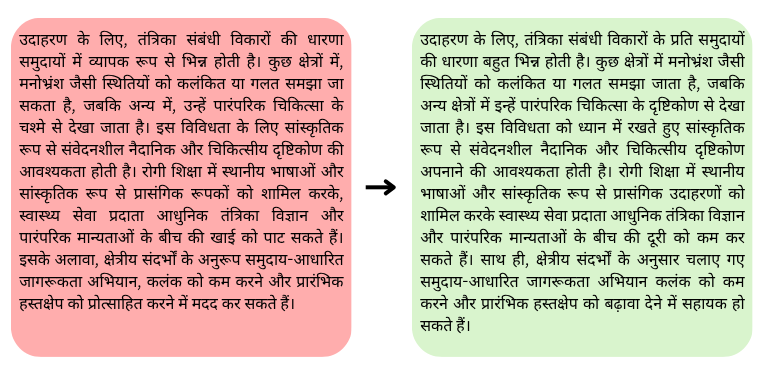 उदाहरण के लिए, तंत्रिका संबंधी विकारों की धारणा
समुदायों में व्यापक रूप से भिन्न होती है। कुछ क्षेत्रों में,
मनोभ्रंश जैसी स्थितियों को कलंकित या गलत समझा जा
सकता है, जबकि अन्य में, उन्हें पारंपरिक चिकित्सा के
चश्मे से देखा जाता है। इस विविधता के लिए सांस्कृतिक
रूप से संवेदनशील नैदानिक और चिकित्सीय दृष्टिकोण की
आवश्यकता होती है। रोगी शिक्षा में स्थानीय भाषाओं और
सांस्कृतिक रूप से प्रासंगिक रूपकों को शामिल करके,
स्वास्थ्य सेवा प्रदाता आधुनिक तंत्रिका विज्ञान और
पारंपरिक मान्यताओं के बीच की खाई को पाट सकते हैं।
इसके अलावा, क्षेत्रीय संदर्भों के अनुरूप समुदाय-आधारित
जागरूकता अभियान, कलंक को कम करने और प्रारंभिक
हस्तक्षेप को प्रोत्साहित करने में मदद कर सकते हैं।
उदाहरण के लिए, तंत्रिका संबंधी विकारों के प्रति समुदायों
की धारणा बहुत भिन्न होती है। कुछ क्षेत्रों में मनोभ्रंश जैसी
स्थितियों को कलंकित या गलत समझा जाता है, जबकि
अन्य क्षेत्रों में इन्हें पारंपरिक चिकित्सा के दृष्टिकोण से देखा
जाता है। इस विविधता को ध्यान में रखते हुए सांस्कृतिक
रूप से संवेदनशील नैदानिक और चिकित्सीय दृष्टिकोण
अपनाने की आवश्यकता होती है। रोगी शिक्षा में स्थानीय
भाषाओं और सांस्कृतिक रूप से प्रासंगिक उदाहरणों को
शामिल करके स्वास्थ्य सेवा प्रदाता आधुनिक तंत्रिका विज्ञान
और पारंपरिक मान्यताओं के बीच की दूरी को कम कर
सकते हैं। साथ ही, क्षेत्रीय संदर्भों के अनुसार चलाए गए
समुदाय-आधारित जागरूकता अभियान कलंक को कम
करने और प्रारंभिक हस्तक्षेप को बढ़ावा देने में सहायक हो
सकते हैं।